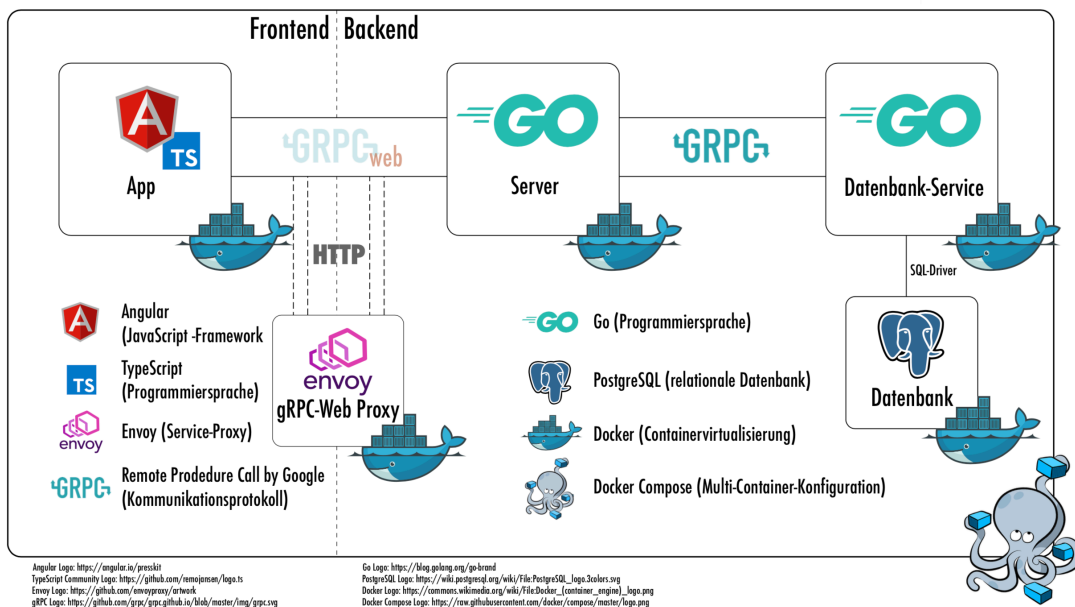 Frontend
Backend
TS
App
GRPC
web
GO
Server
GRPC
GO
Datenbank-Service
HTTP
SQL-Driver
envoy
gRPC-Web Proxy
Datenbank
Angular
(JavaScript -Framework
TS
TypeScript
(Programmiersprache)
envoy
Envoy (Service-Proxy)
GRPC
Remote Prodedure Call by Google
(Kommunikationsprotokoll)
GO
Go (Programmiersprache)
PostgreSQL (relationale Datenbank)
Docker (Containervirtualisierung)
Docker Compose (Multi-Container-Konfiguration)
Angular Logo: https://angular.io/presskit
TypeScript Community Logo: https://github.com/remojansen/logo.ts
Envoy Logo: https://github.com/envoyproxy/artwork
gRPC Logo: https://github.com/grpc/grpc.github.io/blob/master/img/grpc.svg
Go Logo: https://blog.golang.org/go-brand
PostgreSQL Logo: https://wiki.postgresql.org/wiki/File:PostgreSQL_logo.3colors.svg
Docker Logo: https://commons.wikimedia.org/wiki/File:Docker_(container_engine)_logo.png
Docker Compose Logo: https://raw.githubusercontent.com/docker/compose/master/logo.png